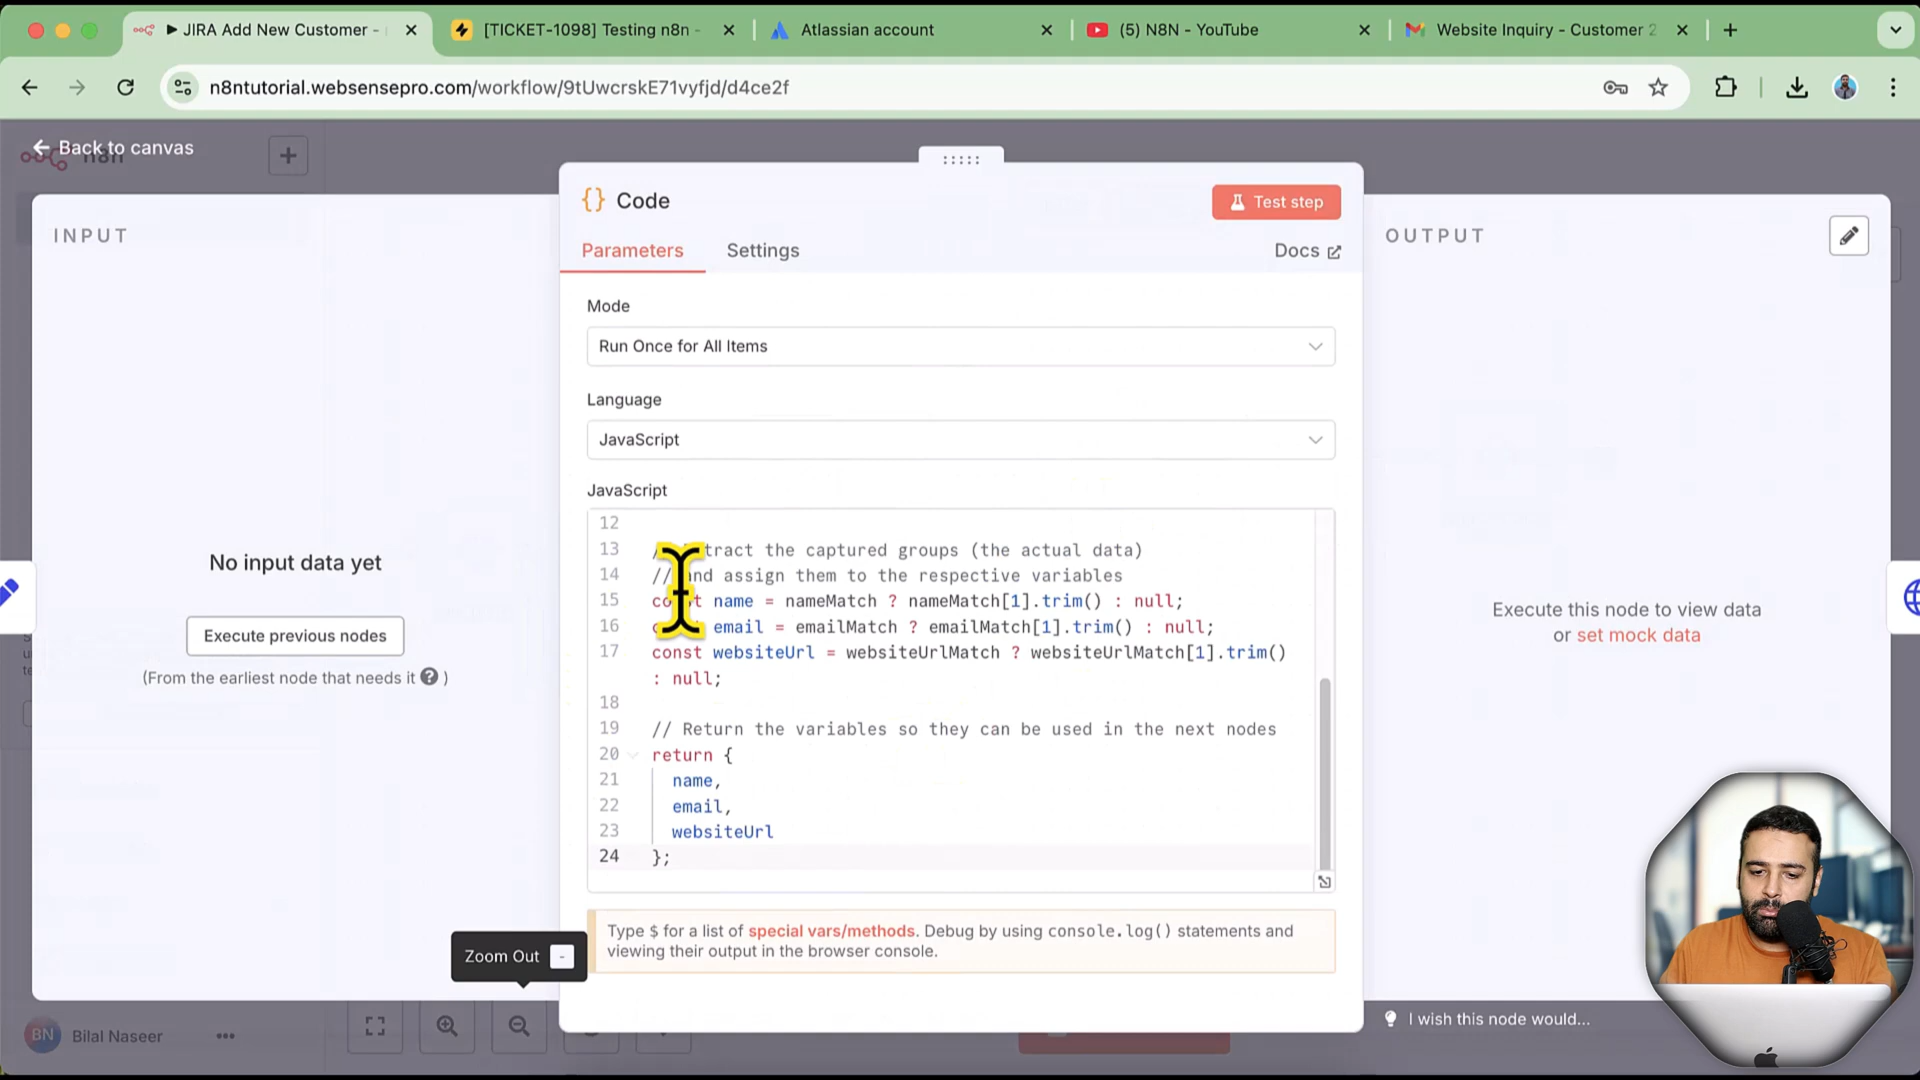 JIRA Add New Customer -
[TICKET-1098] Testing n8n -
Atlassian account
(5) N8N - YouTube
Website Inquiry - Customer 2
n8ntutorial.websensepro.com/workflow/9tUwcrskE71vyfjd/d4ce2f
Back to canvas
n8n
INPUT
Code
Test step
OUTPUT
Parameters
Settings
Docs
Mode
Run Once for All Items
Language
JavaScript
JavaScript
12
13 tract the captured groups (the actual data)
14 // and assign them to the respective variables
15 const name = nameMatch ? nameMatch[1].trim() : null;
16 email = emailMatch ? emailMatch[1].trim() : null;
17 const websiteUrl = websiteUrlMatch ? websiteUrlMatch[1].trim()
: null;
18
19 // Return the variables so they can be used in the next nodes
20 return {
21 name,
22 email,
23 websiteUrl
24 };
No input data yet
Execute previous nodes
(From the earliest node that needs it ? )
Execute this node to view data
or set mock data
Type $ for a list of special vars/methods. Debug by using console.log() statements and
viewing their output in the browser console.
Zoom Out -
BN Bilal Naseer
I wish this node would...